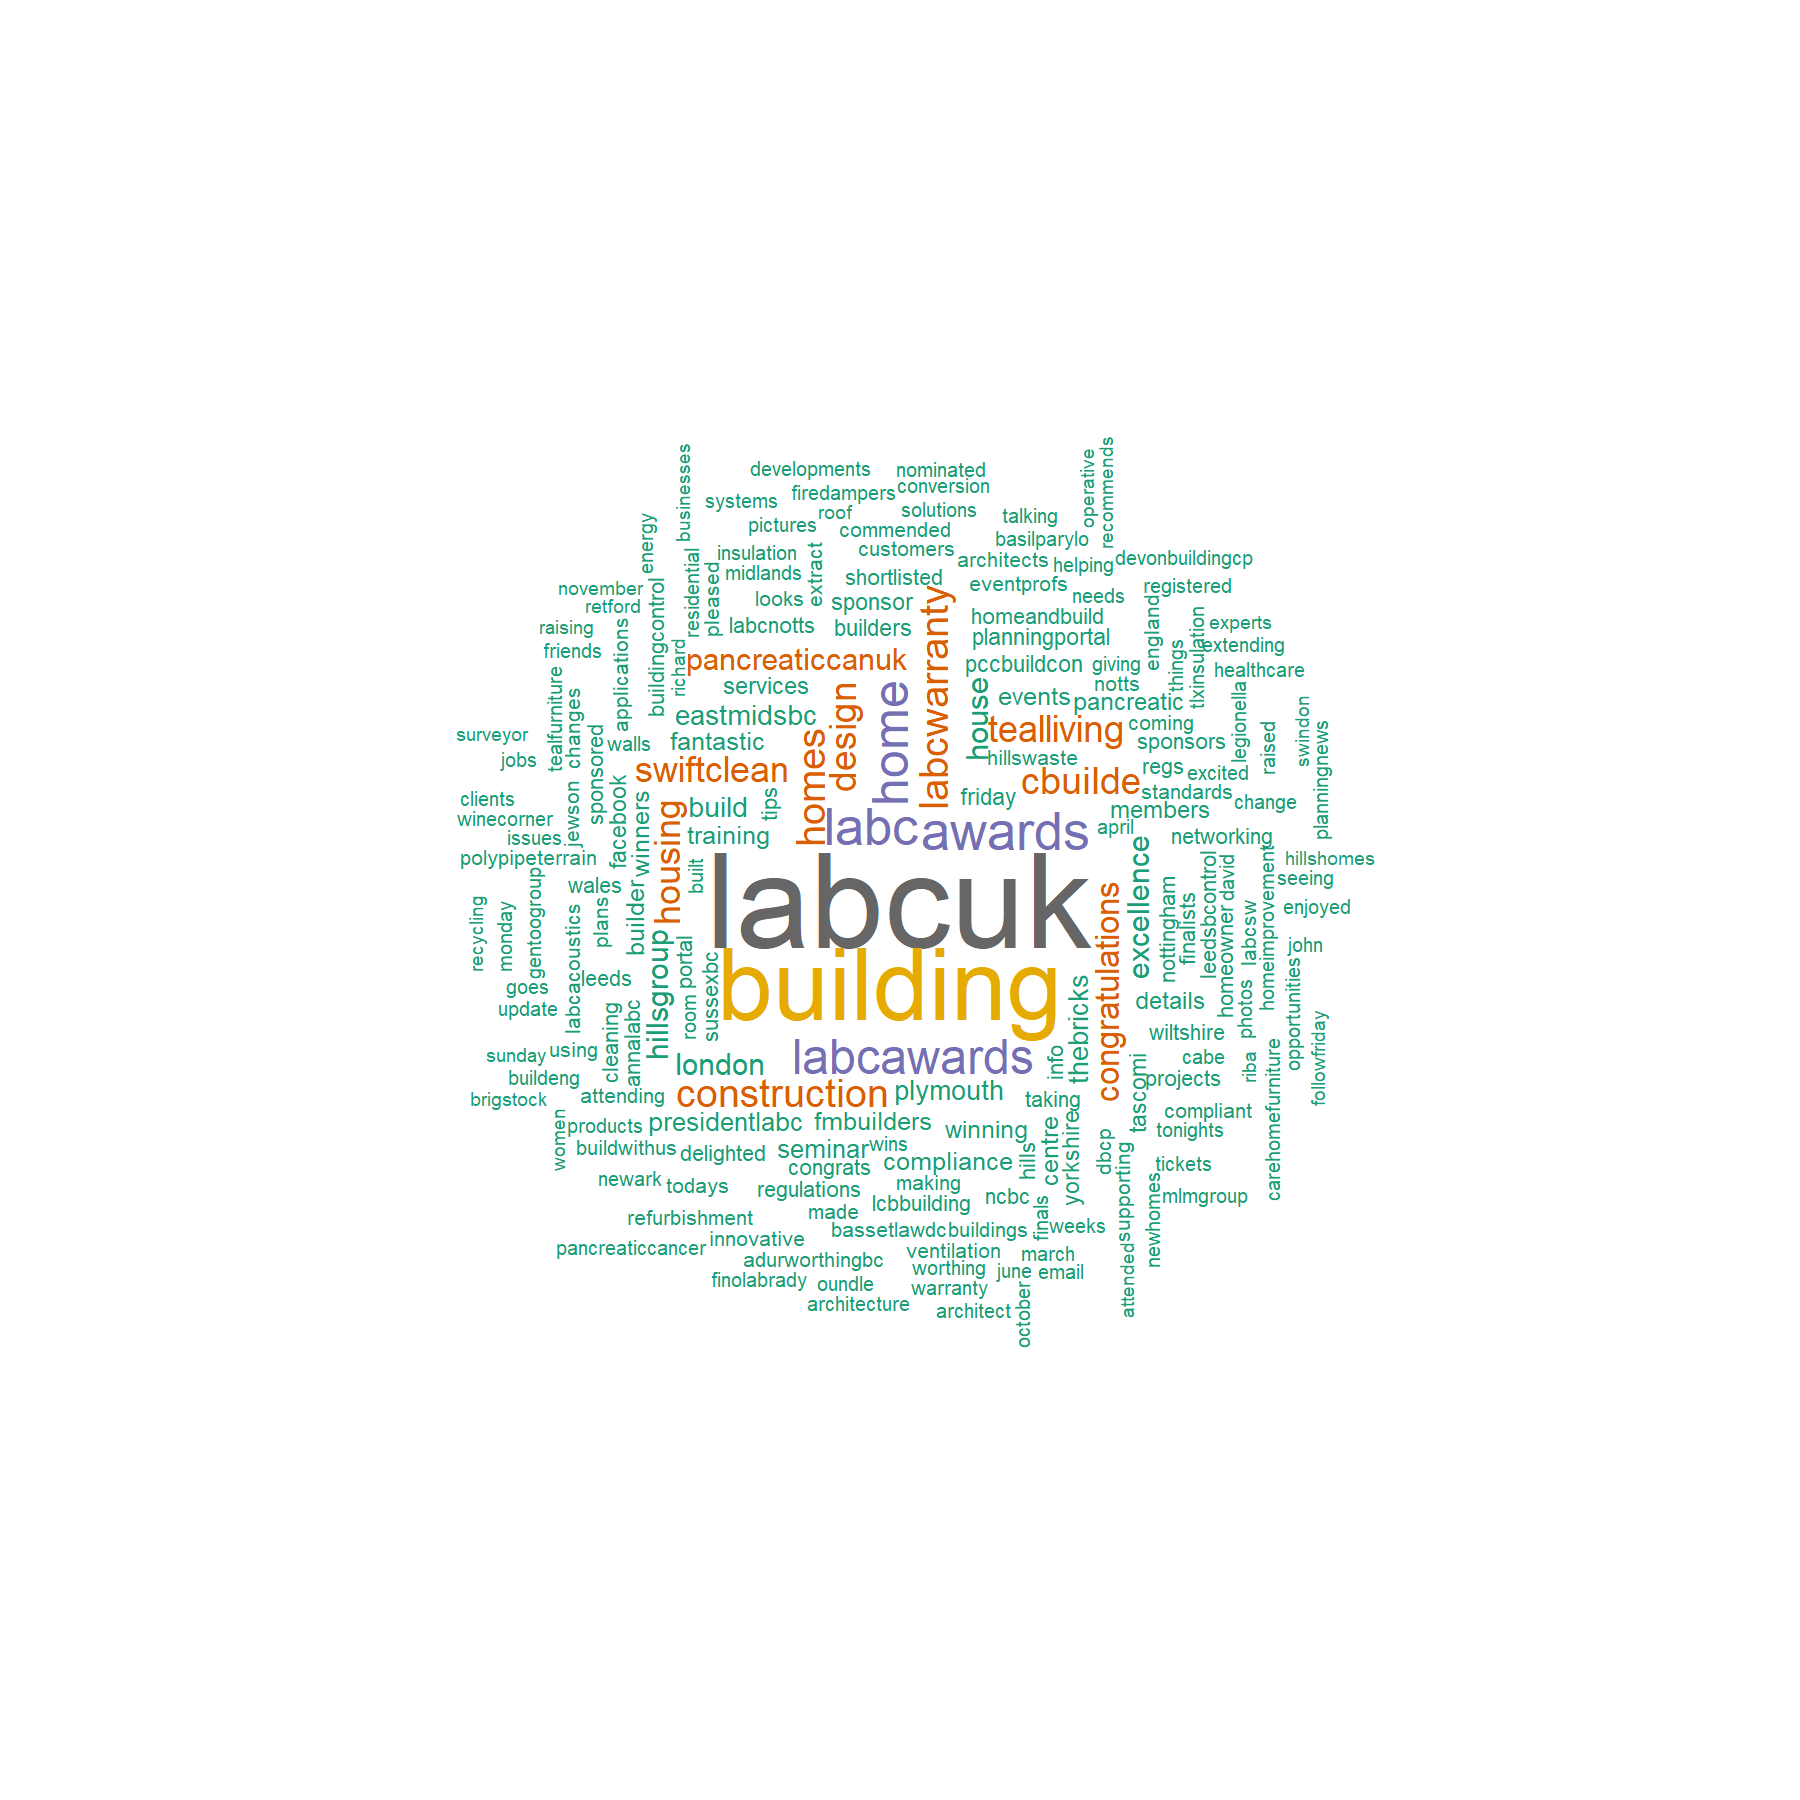 developments
nominated
businesses
operative
recommends
systems
firedampers
conversion
roof
solutions
talking
pictures
commended
energy
basilparylo
insulation
extract
customers
architects
helping
devonbuildingcp
residential
pleased
midlands
shortlisted
eventprofs
registered
november
retford
looks
sponsor
needs
buildingcontrol
labcnotts
builders
homeandbuild
planningportal
england
tlxinsulation
experts
raising
friends
applications
richard
pancreaticcanuk
labcwarranty
pccbuildcon
giving
things
extending
healthcare
services
design
home
house
events
notts
pancreatic
legionella
tealfurniture
changes
sponsored
eastmidsbc
homes
tealliving
coming
sponsors
raised
swindon
planningnews
surveyor
walls
fantastic
jobs
swiftclean
hillswaste
cbuilde
regs
excited
standards
clients
jewson
facebook
winners
housing
build
tips
friday
members
change
winecorner
issues
training
labc
awards
april
networking
polypipeterrain
built
labcuk
excellence
leedsbcontrol
david
homeimprovement
hillshomes
seeing
wales
gentoogroup
plans
builder
congratulations
nottingham
finalists
homeowner
labcsw
enjoyed
recycling
monday
labcacoustics
hillsgroup
portal
john
leeds
sussexbc
building
thebricks
details
photos
opportunities
goes
update
cleaning
annalabc
room
wiltshire
sunday
using
london
labcawards
info
tascomi
cabe
riba
carehomefurniture
followfriday
buildeng
projects
brigstock
attending
construction
plymouth
taking
compliant
women
products
presidentlabc
fmbuilders
winning
centre
yorkshire
tonights
buildwithus
delighted
seminar
wins
compliance
hills
dbcp
supporting
tickets
congrats
newark
todays
regulations
making
ncbc
newhomes
mlmgroup
lcbbuilding
refurbishment
made
finals
weeks
bassetlawdc
buildings
pancreaticcancer
innovative
ventilation
march
attended
adurworthingbc
worthing
june
email
finolabrady
oundle
warranty
october
architecture
architect